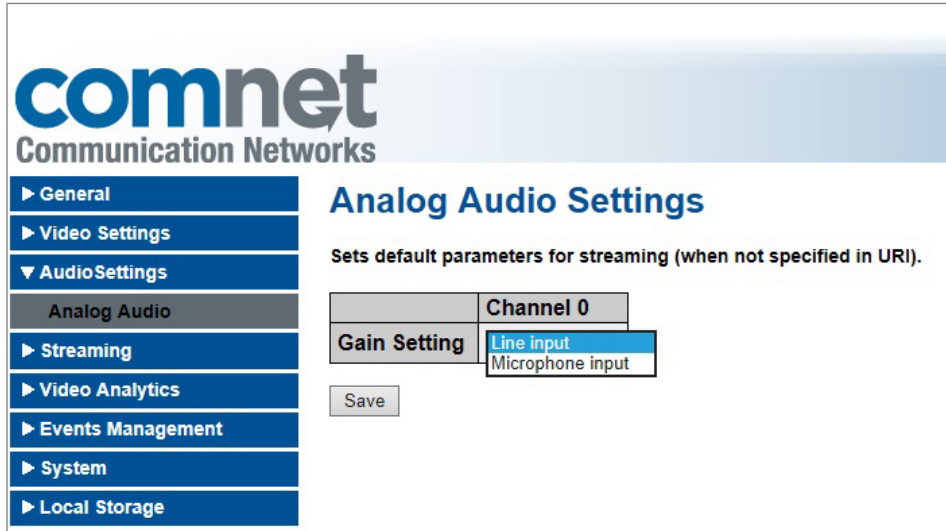 comnet
Communication Networks
General
Video Settings
AudioSettings
Analog Audio
Streaming
Video Analytics
Events Management
System
Local Storage
Analog Audio Settings
Sets default parameters for streaming (when not specified in URI).
Channel 0
Gain Setting
Line input
Microphone input
Save